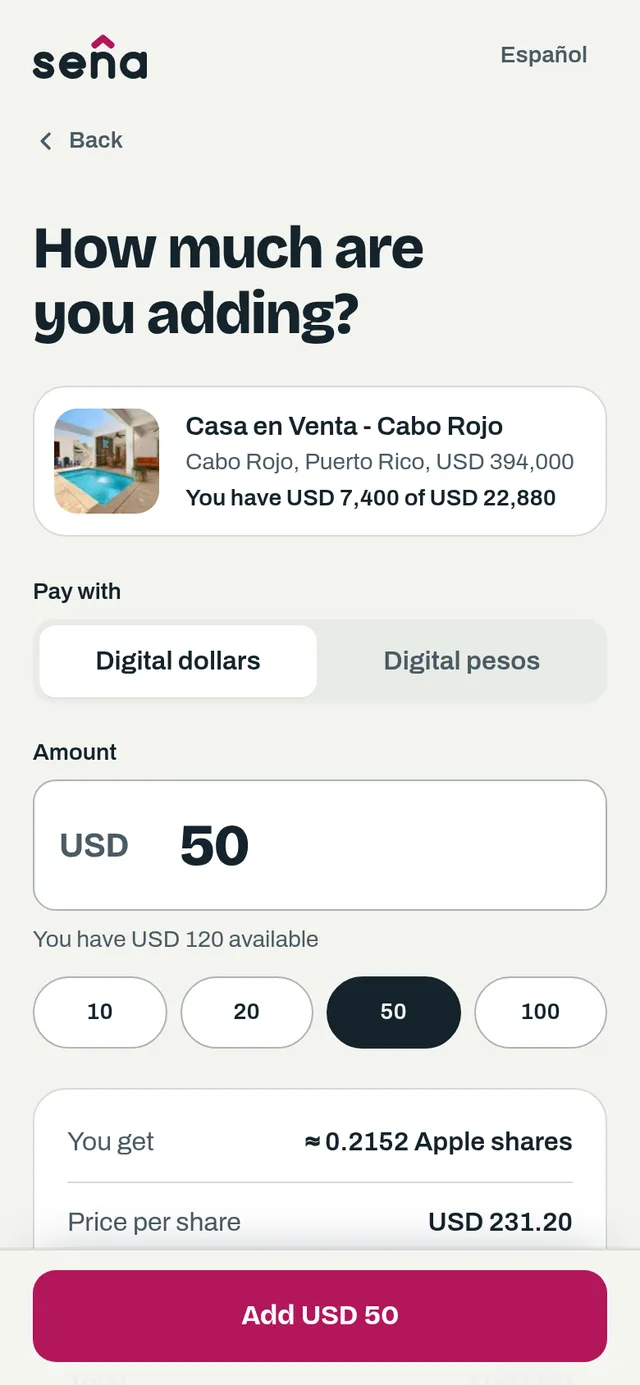 seña
Español
Back
How much are
you adding?
Casa en Venta - Cabo Rojo
Cabo Rojo, Puerto Rico, USD 394,000
You have USD 7,400 of USD 22,880
Pay with
Digital dollars
Digital pesos
Amount
USD 50
You have USD 120 available
10
20
50
100
You get
≈ 0.2152 Apple shares
Price per share
USD 231.20
Add USD 50
Total